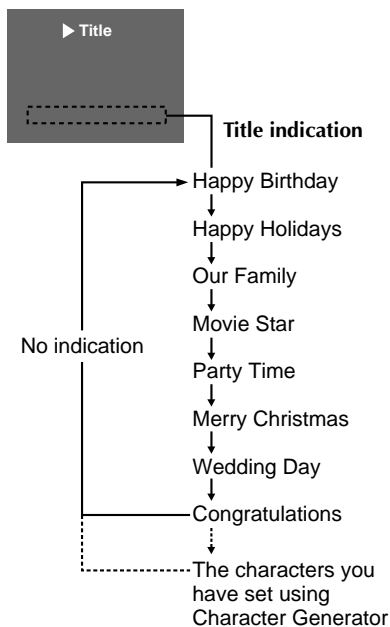 ▶ Title
Title indication
Happy Birthday
Happy Holidays
Our Family
Movie Star
No indication
Party Time
Merry Christmas
Wedding Day
Congratulations
The characters you
have set using
Character Generator